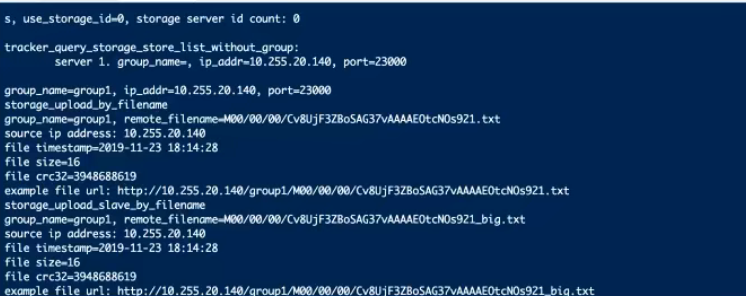 s, use_storage_id=0, storage server id count: 0
tracker_query_storage_store_list_without_group:
server 1. group_name=, ip_addr=10.255.20.140, port=23000
group_name=group1, ip_addr=10.255.20.140, port=23000
storage_upload_by_filename
group_name=group1, remote_filename=M00/00/00/Cv8UjF3ZBoSAG37vAAAAEOtcNOs921.txt
source ip address: 10.255.20.140
file timestamp=2019-11-23 18:14:28
file size=16
file crc32=3948688619
example file url: http://10.255.20.140/group1/M00/00/00/Cv8UjF3ZBoSAG37vAAAAEOtcNOs921.txt
storage_upload_slave_by_filename
group_name=group1, remote_filename=M00/00/00/Cv8UjF3ZBoSAG37vAAAAEOtcNOs921_big.txt
source ip address: 10.255.20.140
file timestamp=2019-11-23 18:14:28
file size=16
file crc32=3948688619
example file url: http://10.255.20.140/group1/M00/00/00/Cv8UjF3ZBoSAG37vAAAAEOtcNOs921_big.txt